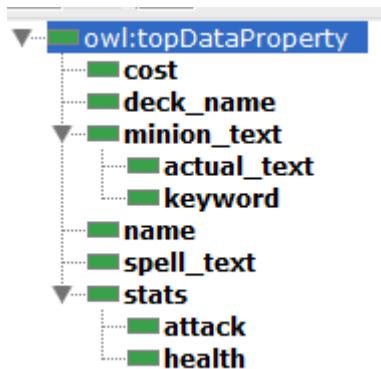 owl:topDataProperty
cost
deck_name
minion_text
actual_text
keyword
name
spell_text
stats
attack
health